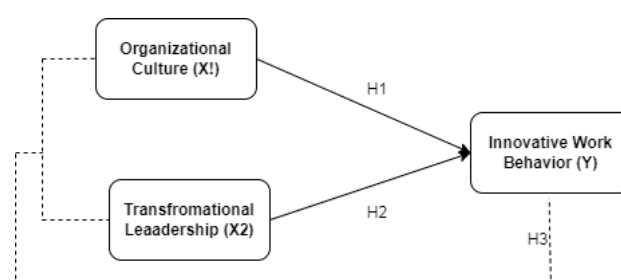 Organizational
Culture (X!)
H1
Innovative Work
Behavior (Y)
Transfromational
Leaadership (X2)
H2
H3